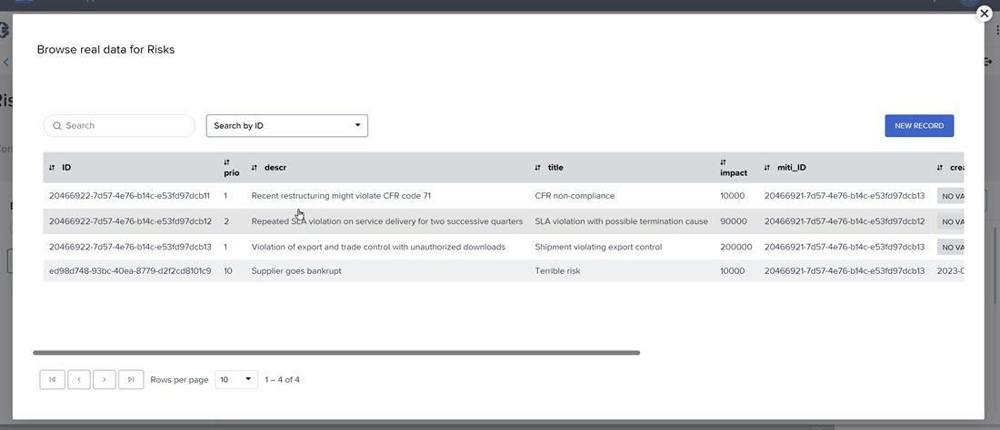 Browse real data for Risks
Search
Search by ID
NEW RECORD
ID prio descr title impact miti_ID crea
20466922-7d57-4e76-b14c-e53fd97dcb11 1 Recent restructuring might violate CFR code 71 CFR non-compliance 10000 20466921-7d57-4e76-b14c-e53fd97dcb13 NO VA
20466922-7d57-4e76-b14c-e53fd97dcb12 2 Repeated SLA violation on service delivery for two successive quarters SLA violation with possible termination cause 90000 20466921-7d57-4e76-b14c-e53fd97dcb12 NO VA
20466922-7d57-4e76-b14c-e53fd97dcb13 1 Violation of export and trade control with unauthorized downloads Shipment violating export control 200000 20466921-7d57-4e76-b14c-e53fd97dcb13 NO VA
ed98d748-93bc-40ea-8779-d2f2cd8101c9 10 Supplier goes bankrupt Terrible risk 10000 20466921-7d57-4e76-b14c-e53fd97dcb13 2023-0
Rows per page 10 1 – 4 of 4